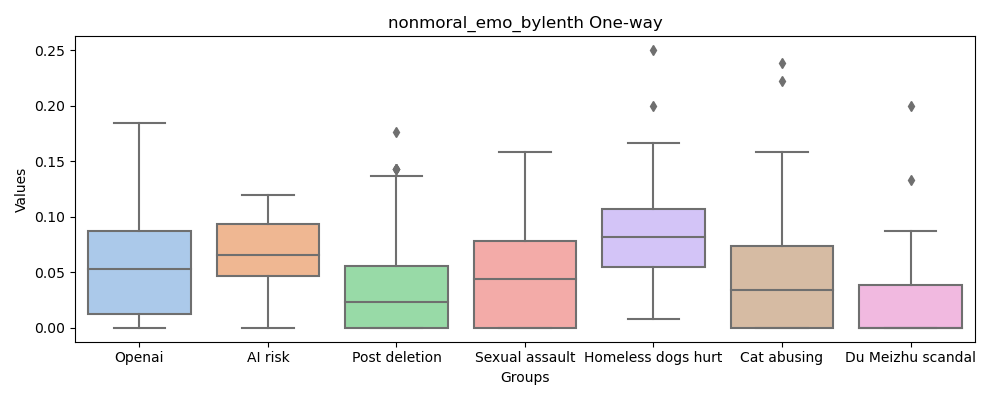 nonmoral_emo_bylenth One-way
0.25
0.20
0.15
0.10
0.05
0.00
Values
Openai AI risk Post deletion Sexual assault Homeless dogs hurt Cat abusing Du Meizhu scandal
Groups